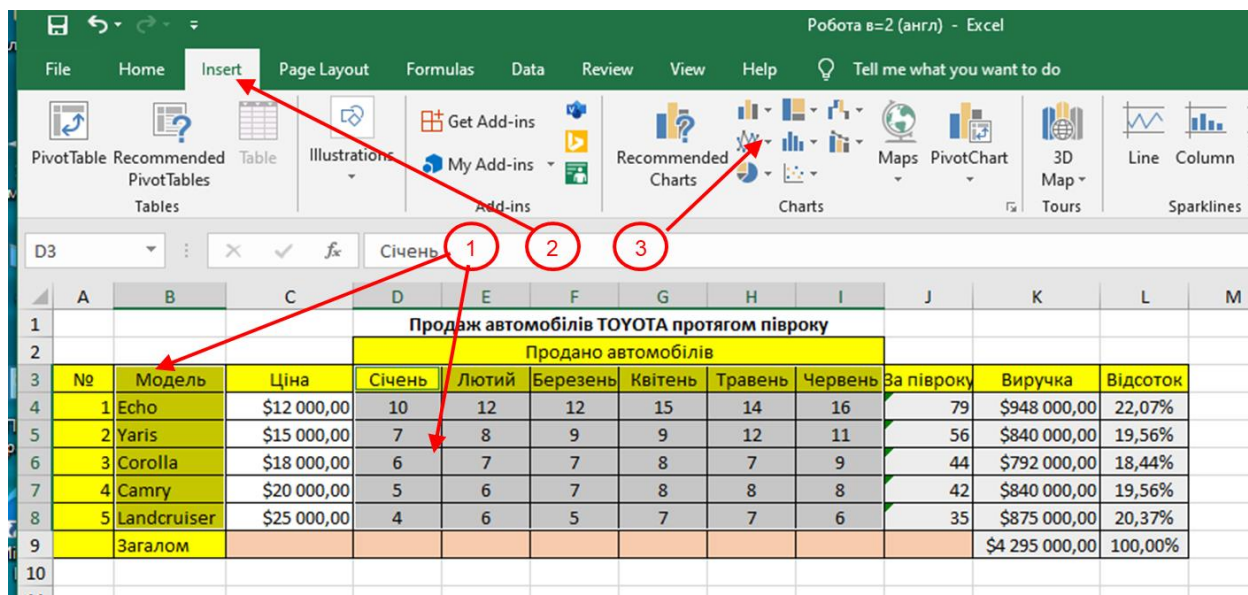 Робота в=2 (англ) - Excel
File Home Insert Page Layout Formulas Data Review View Help Tell me what you want to do
PivotTable Recommended PivotTables Table Illustrations Get Add-ins My Add-ins Recommended Charts Maps PivotChart 3D Map Line Column
Tables Add-ins Charts Tours Sparklines
D3 fx Січень 1 2 3
A B C D E F G H I J K L M
1 Продаж автомобілів TOYOTA протягом півроку
2 Продано автомобілів
3 № Модель Ціна Січень Лютий Березень Квітень Травень Червень За півроку Виручка Відсоток
4 1 Echo $12 000,00 10 12 12 15 14 16 79 $948 000,00 22,07%
5 2 Yaris $15 000,00 7 8 9 9 12 11 56 $840 000,00 19,56%
6 3 Corolla $18 000,00 6 7 7 8 7 9 44 $792 000,00 18,44%
7 4 Camry $20 000,00 5 6 7 8 8 8 42 $840 000,00 19,56%
8 5 Landcruiser $25 000,00 4 6 5 7 7 6 35 $875 000,00 20,37%
9 Загалом $4 295 000,00 100,00%
10